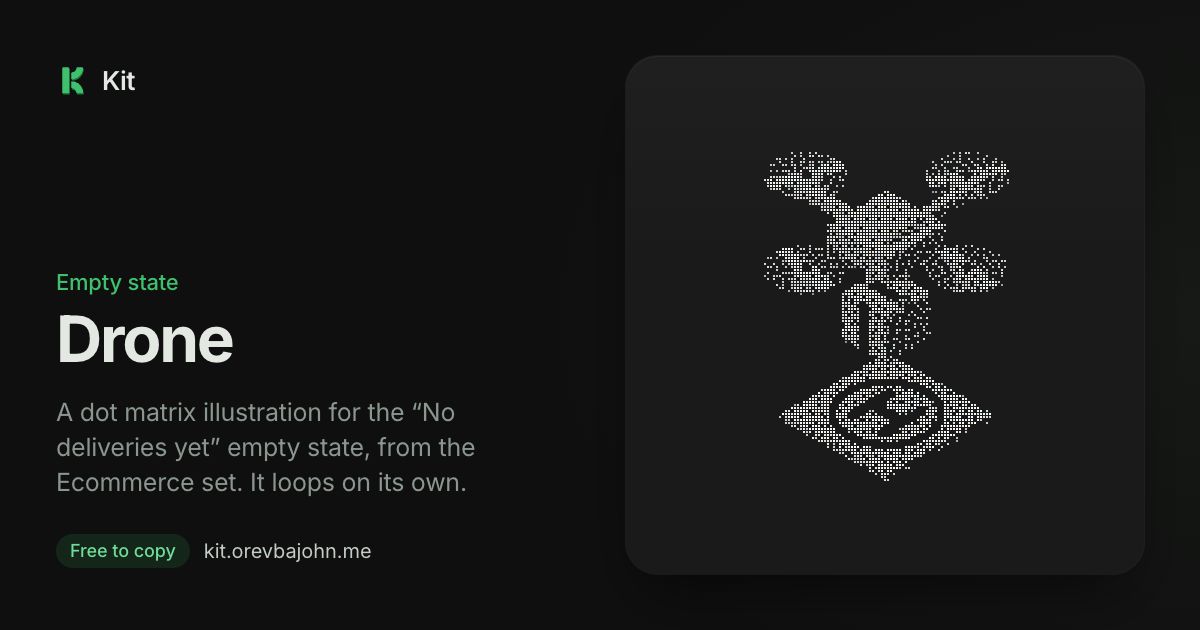 Kit
Empty state
Drone
A dot matrix illustration for the “No
deliveries yet” empty state, from the
Ecommerce set. It loops on its own.
Free to copy
kit.orevbajohn.me